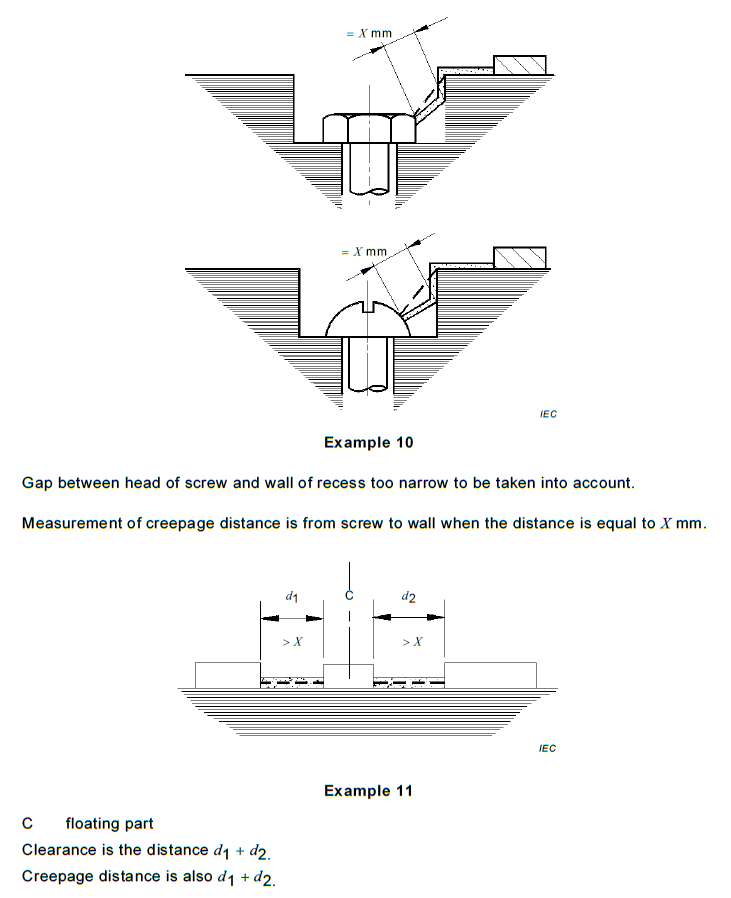 = X mm
= X mm
IEC
Example 10
Gap between head of screw and wall of recess too narrow to be taken into account.
Measurement of creepage distance is from screw to wall when the distance is equal to X mm.
d1 C d2
> X > X
IEC
Example 11
C floating part
Clearance is the distance d1 + d2.
Creepage distance is also d1 + d2.